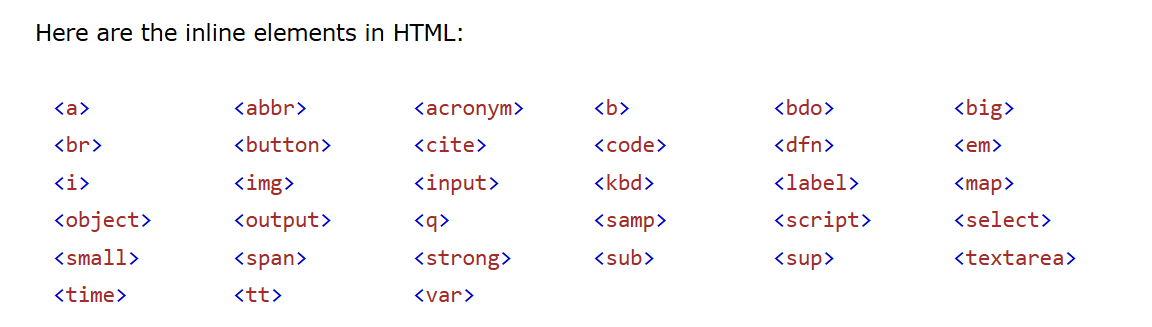 Here are the inline elements in HTML:
<a> <abbr> <acronym> <b> <bdo> <big>
<br> <button> <cite> <code> <dfn> <em>
<i> <img> <input> <kbd> <label> <map>
<object> <output> <q> <samp> <script> <select>
<small> <span> <strong> <sub> <sup> <textarea>
<time> <tt> <var>